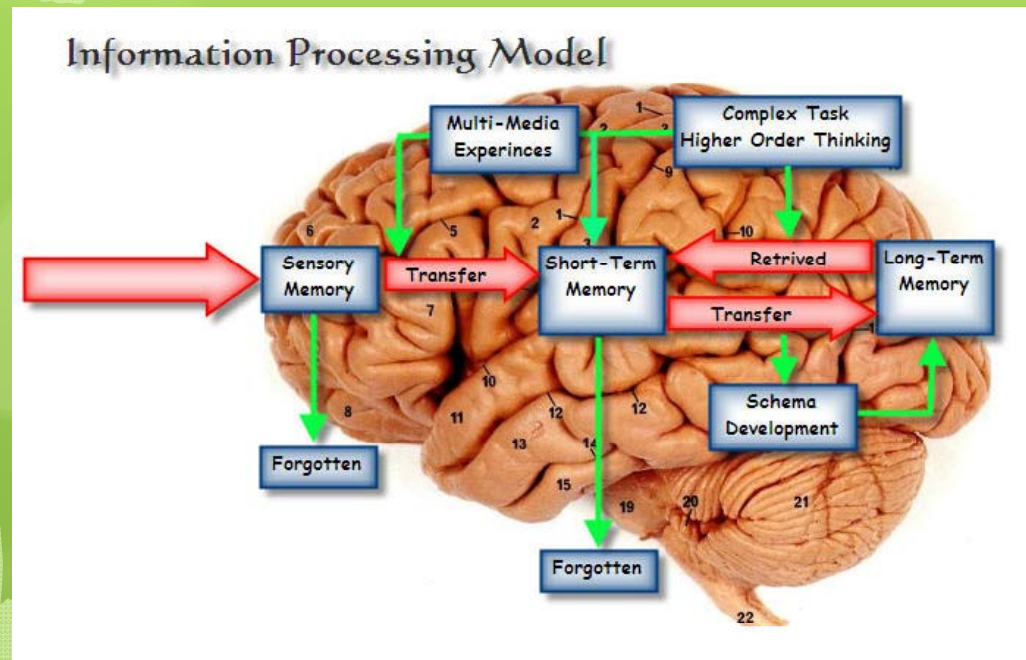 Information Processing Model
Multi-Media
Experinces
Complex Task
Higher Order Thinking
Sensory
Memory
Transfer
Short-Term
Memory
Retrived
Transfer
Long-Term
Memory
Schema
Development
Forgotten
Forgotten
1
2
9
6
5
2
1
3
10
7
10
8
11
12
12
13
14
15
19
20
21
22